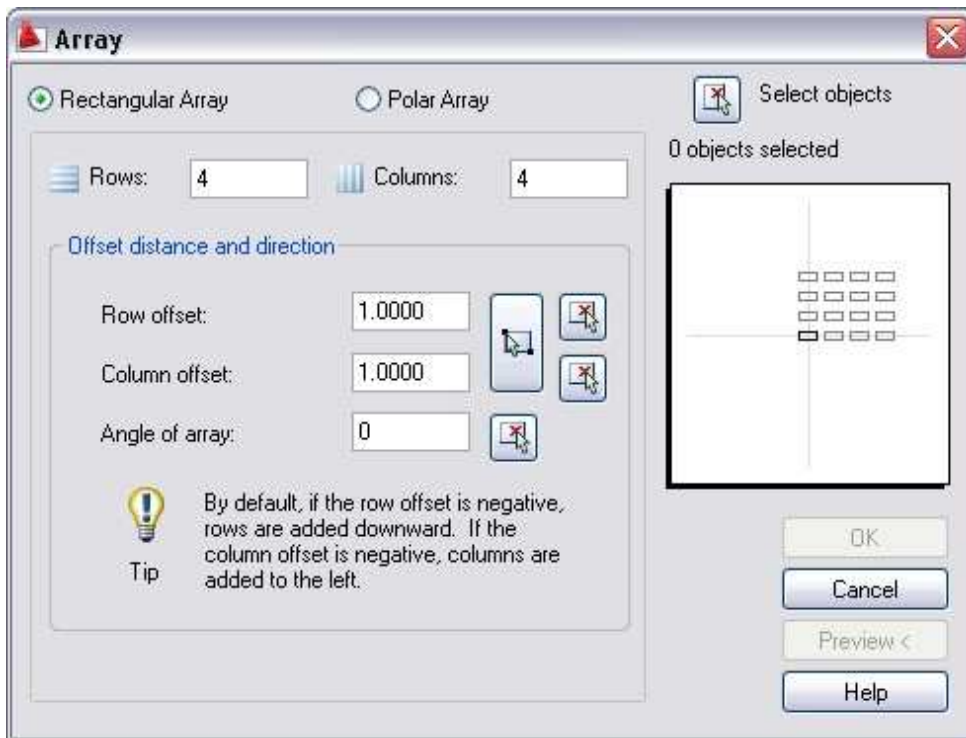 Array
Rectangular Array
Polar Array
Select objects
0 objects selected
Rows: 4
Columns: 4
Offset distance and direction
Row offset: 1.0000
Column offset: 1.0000
Angle of array: 0
Tip
By default, if the row offset is negative,
rows are added downward. If the
column offset is negative, columns are
added to the left.
OK
Cancel
Preview <
Help